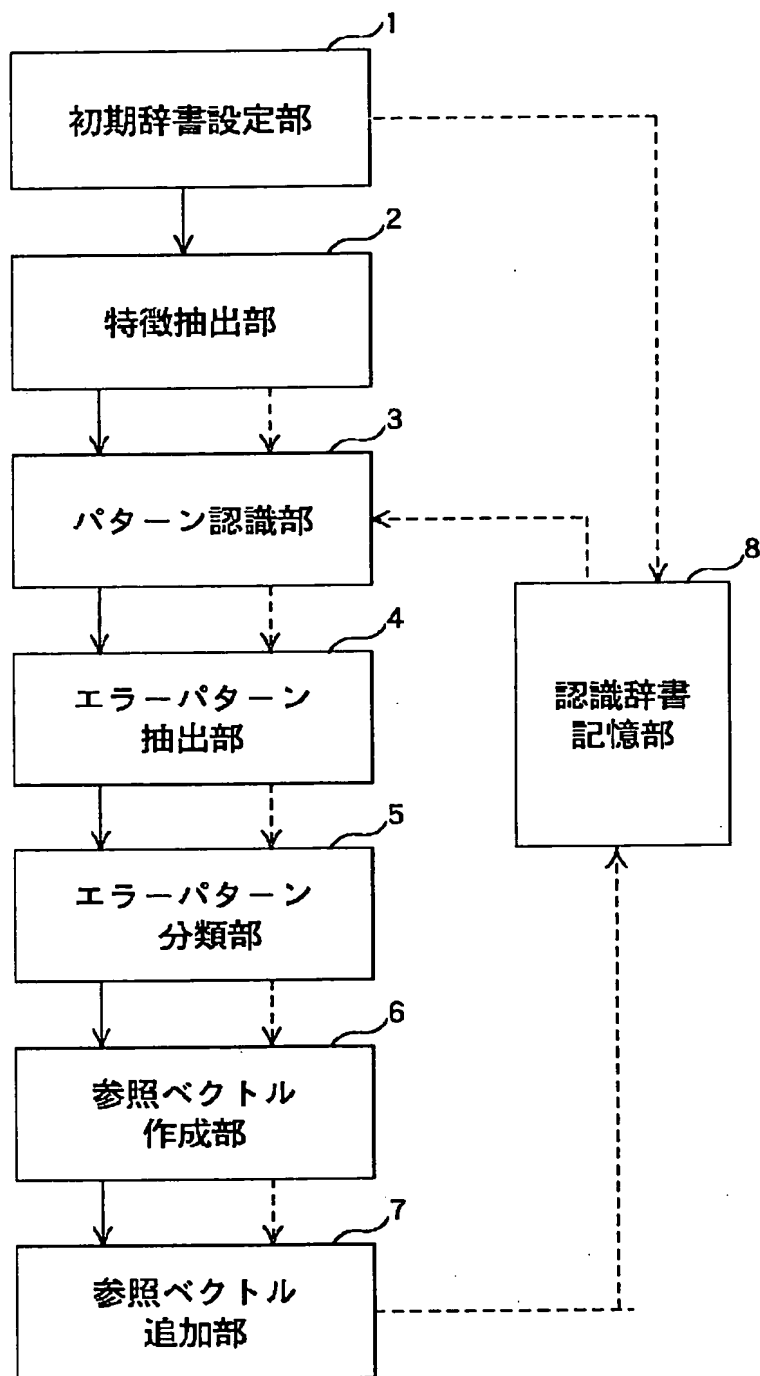 1
初期辞書設定部
2
特徴抽出部
3
パターン認識部
4
エラーパターン
抽出部
5
エラーパターン
分類部
6
参照ベクトル
作成部
7
参照ベクトル
追加部
8
認識辞書
記憶部